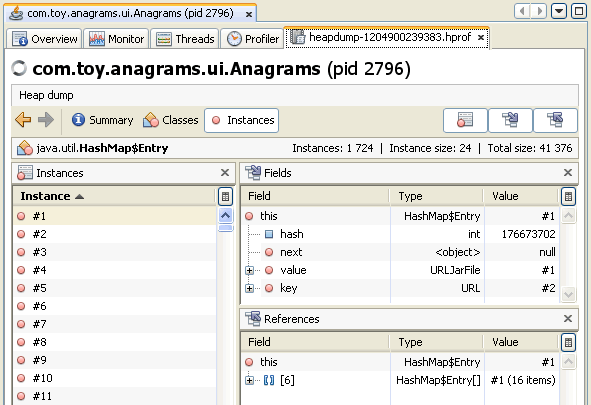 com.toy.anagrams.ui.Anagrams (pid 2796)
Overview Monitor Threads Profiler heapdump-1204900239383.hprof
com.toy.anagrams.ui.Anagrams (pid 2796)
Heap dump
Summary Classes Instances
java.util.HashMap$Entry Instances: 1 724 | Instance size: 24 | Total size: 41 376
Instances
Instance
#1
#2
#3
#4
#5
#6
#7
#8
#9
#10
#11
Fields
Field Type Value
this HashMap$Entry #1
hash int 176673702
next <object> null
value URLJarFile #1
key URL #2
References
Field Type Value
this HashMap$Entry #1
[6] HashMap$Entry[] #1 (16 items)